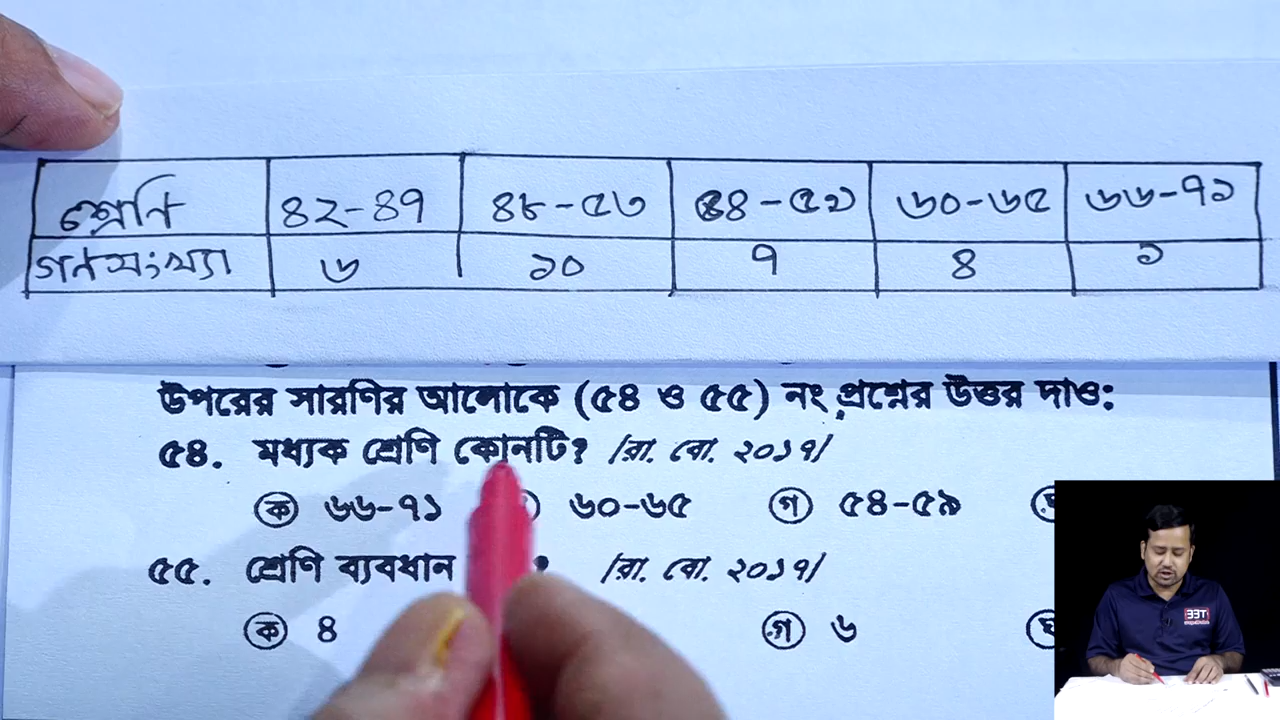 শ্রেণি ৪২-৪৭ ৪৮-৫৩ ৫৪-৫৯ ৬০-৬৫ ৬৬-৭১
গনসংখ্যা ৬ ১০ ৭ ৪ ১
উপরের সারণির আলোকে (৫৪ ও ৫৫) নং প্রশ্নের উত্তর দাও:
৫৪. মধ্যক শ্রেণি কোনটি? /রা. বো. ২০১৭/
ক ৬৬-৭১ ৬০-৬৫ গ ৫৪-৫৯
৫৫. শ্রেণি ব্যবধান /রা. বো. ২০১৭/
ক ৪ গ ৬ ঘ